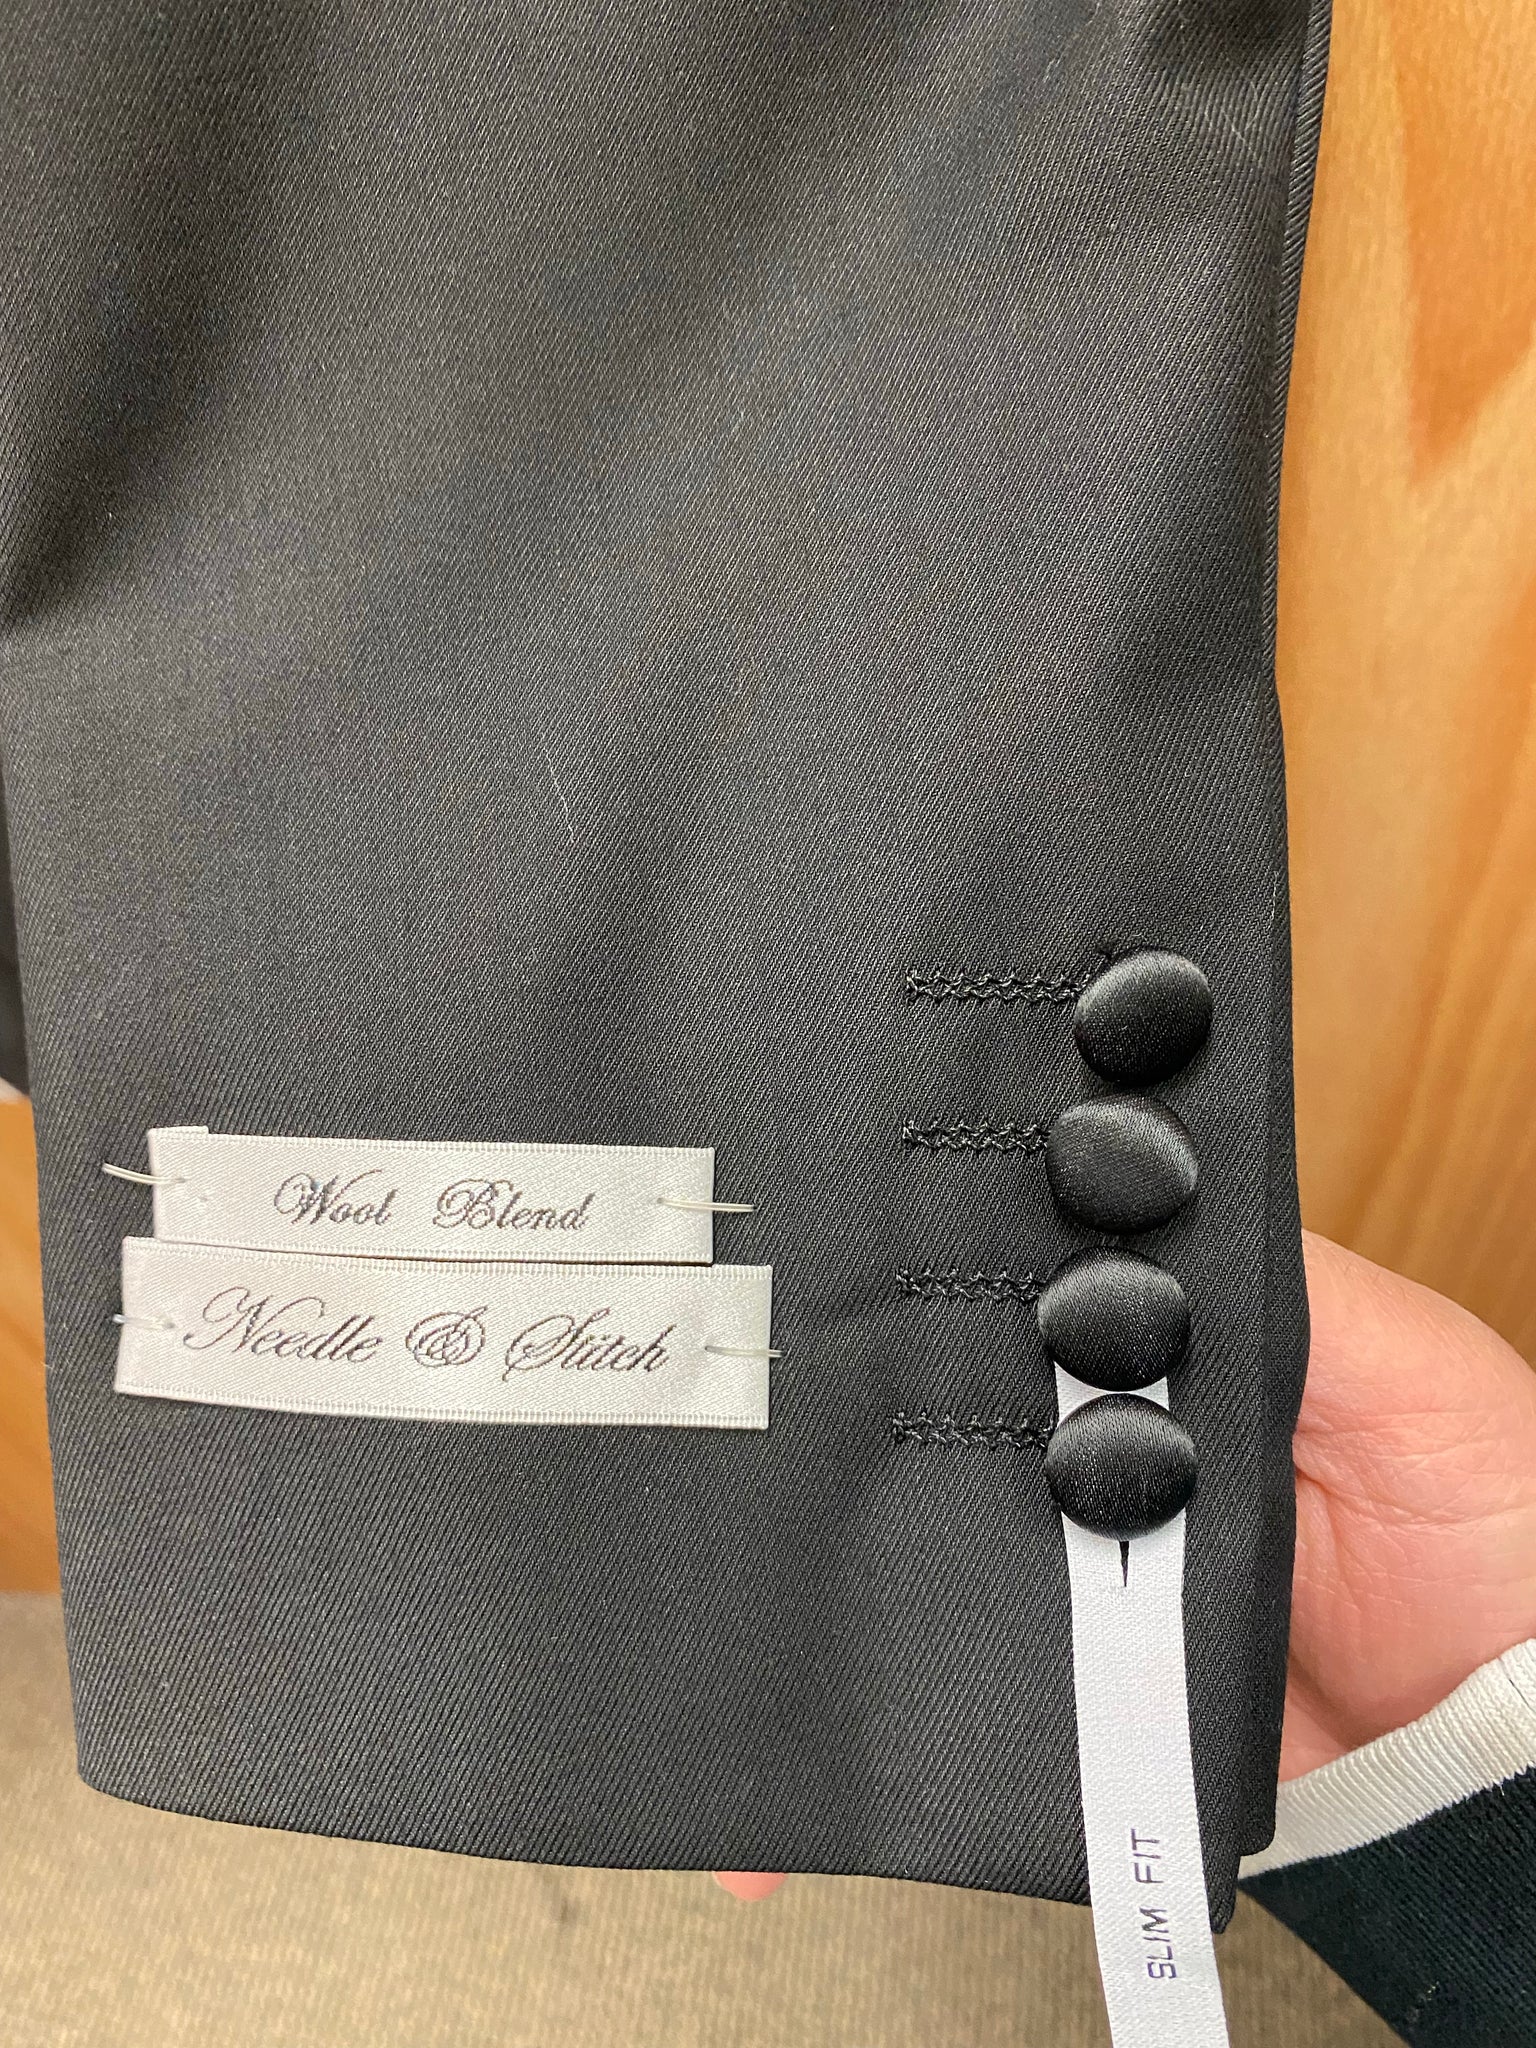 Wool Blend
Needle & Stitch
SLIM FIT